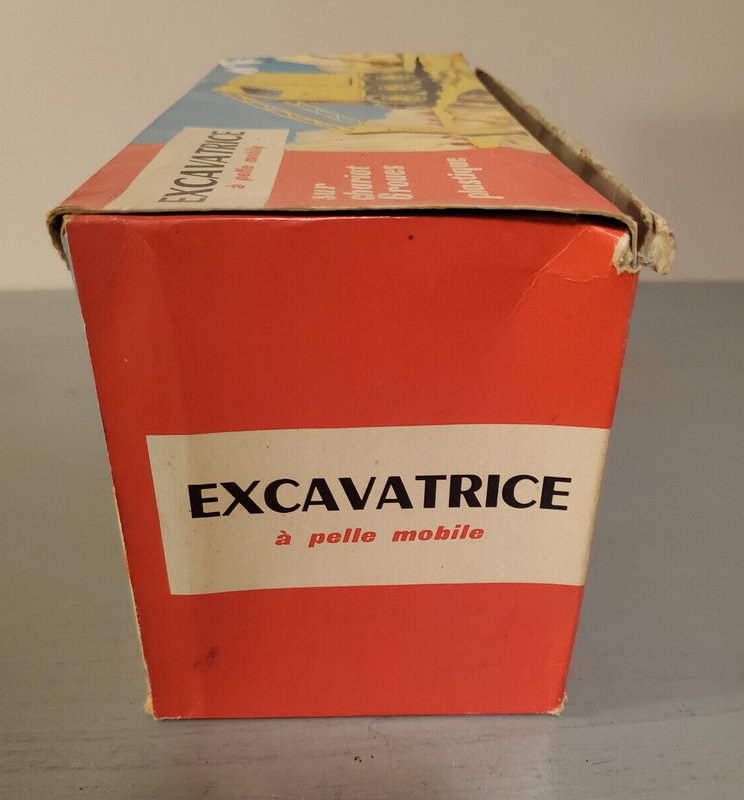 EXCAVATRICE
à pelle mobile
sur
chariot
6 roues
plastique
EXCAVATRICE
à pelle mobile